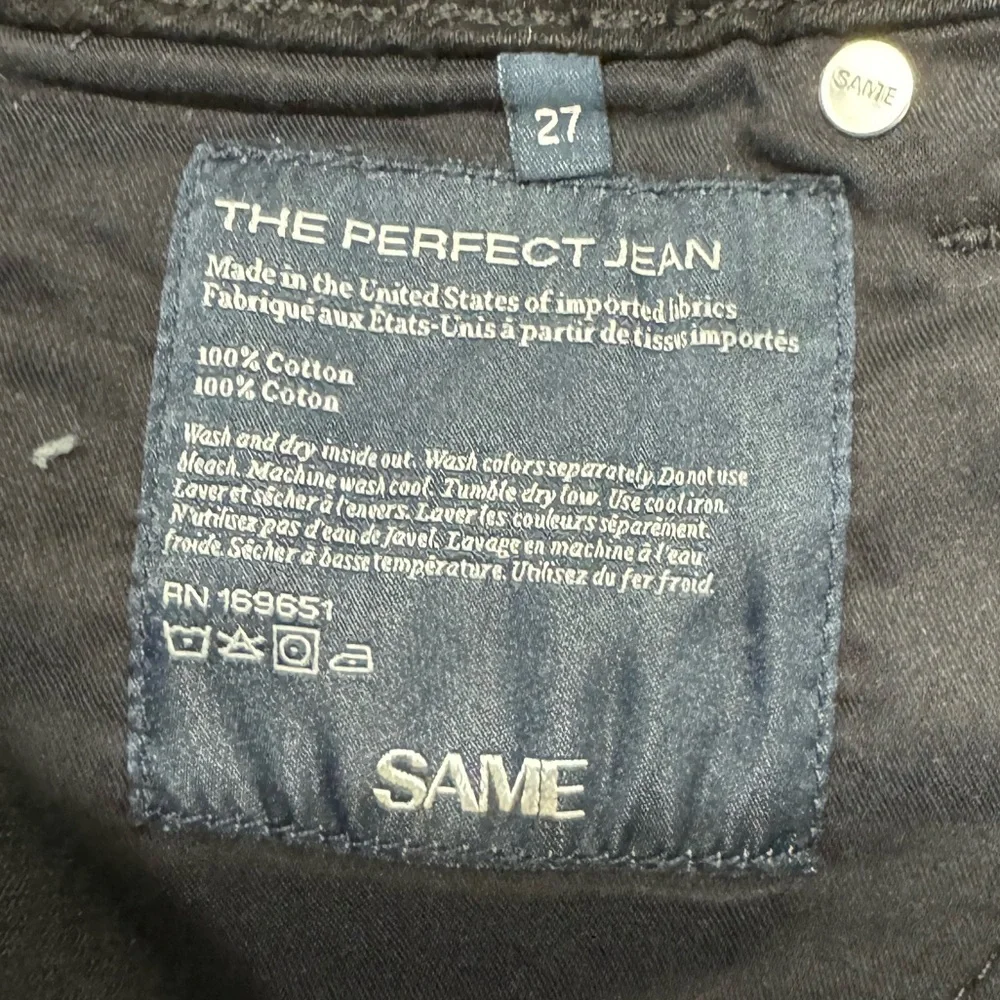 SAME
27
THE PERFECT JEAN
Made in the United States of imported fabrics
Fabriqué aux États-Unis à partir de tissus importés
100% Cotton
100% Coton
Wash and dry inside out. Wash colors separately. Do not use
bleach. Machine wash cool. Tumble dry low. Use cool iron.
Laver et sécher à l'envers. Laver les couleurs séparément.
N'utilisez pas d'eau de Javel. Lavage en machine à l'eau
froide. Sécher à basse température. Utilisez du fer froid.
RN 169651
SAME